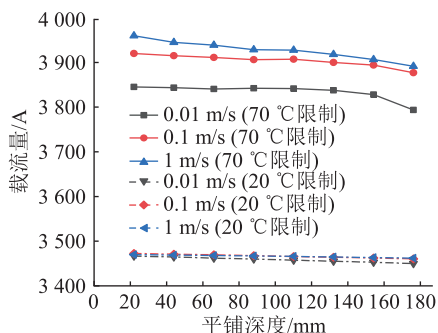 4 000
3 900
3 800
3 700
3 600
3 500
3 400
载流量/A
0.01 m/s (70 ℃限制)
0.1 m/s (70 ℃限制)
1 m/s (70 ℃限制)
0.01 m/s (20 ℃限制)
0.1 m/s (20 ℃限制)
1 m/s (20 ℃限制)
0 20 40 60 80 100 120 140 160 180
平铺深度/mm